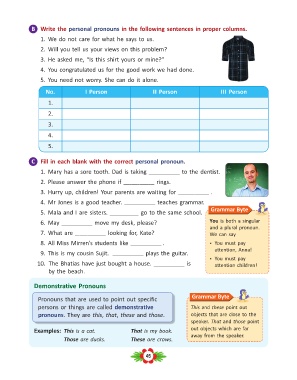 B Write the personal pronouns in the following sentences in proper columns.
1. We do not care for what he says to us.
2. Will you tell us your views on this problem?
3. He asked me, "Is this shirt yours or mine?"
4. You congratulated us for the good work we had done.
5. You need not worry. She can do it alone.
No. I Person II Person III Person
1.
2.
3.
4.
5.
C Fill in each blank with the correct personal pronoun.
1. Mary has a sore tooth. Dad is taking __________ to the dentist.
2. Please answer the phone if __________ rings.
3. Hurry up, children! Your parents are waiting for __________ .
4. Mr Jones is a good teacher. __________ teaches grammar.
5. Mala and I are sisters. __________ go to the same school.
6. May __________ move my desk, please?
7. What are __________ looking for, Kate?
8. All Miss Mirren's students like __________ .
9. This is my cousin Sujit. __________ plays the guitar.
10. The Bhatias have just bought a house. __________ is
by the beach.
Grammar Byte
You is both a singular
and a plural pronoun.
We can say
• You must pay
attention, Anna!
• You must pay
attention children!
Demonstrative Pronouns
Pronouns that are used to point out specific
persons or things are called demonstrative
pronouns. They are this, that, these and those.
Examples: This is a cat. That is my book.
Those are ducks. These are crows.
Grammar Byte
This and these point out
objects that are close to the
speaker. That and those point
out objects which are far
away from the speaker.
45